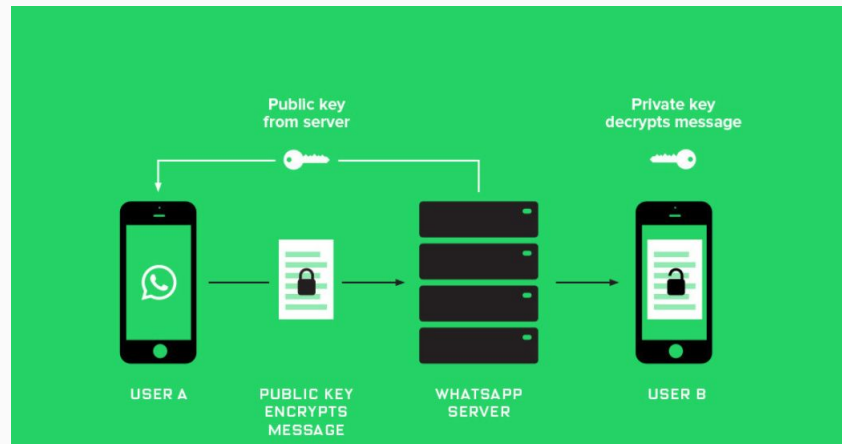 Public key
from server
Private key
decrypts message
USER A
PUBLIC KEY
ENCRYPTS
MESSAGE
WHATSAPP
SERVER
USER B